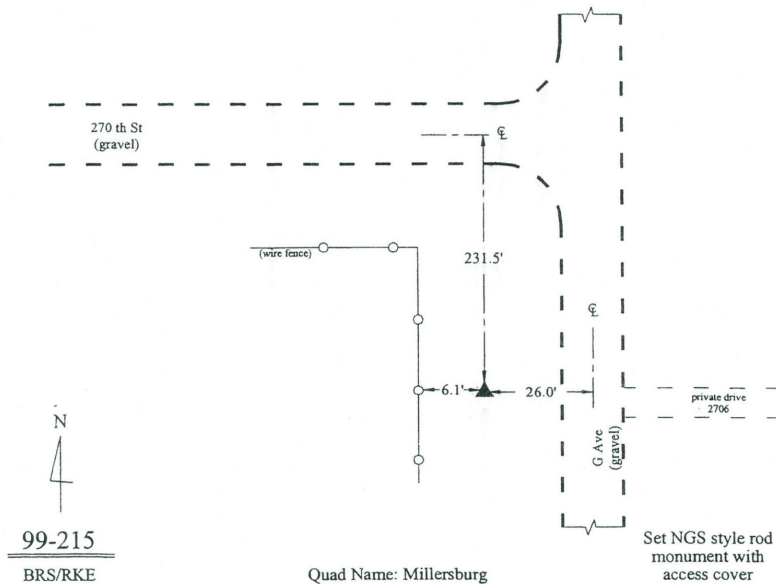 270 th St
(gravel)
℄
(wire fence)
231.5'
℄
6.1'
26.0'
private drive
2706
G Ave
(gravel)
N
99-215
BRS/RKE
Quad Name: Millersburg
Set NGS style rod
monument with
access cover